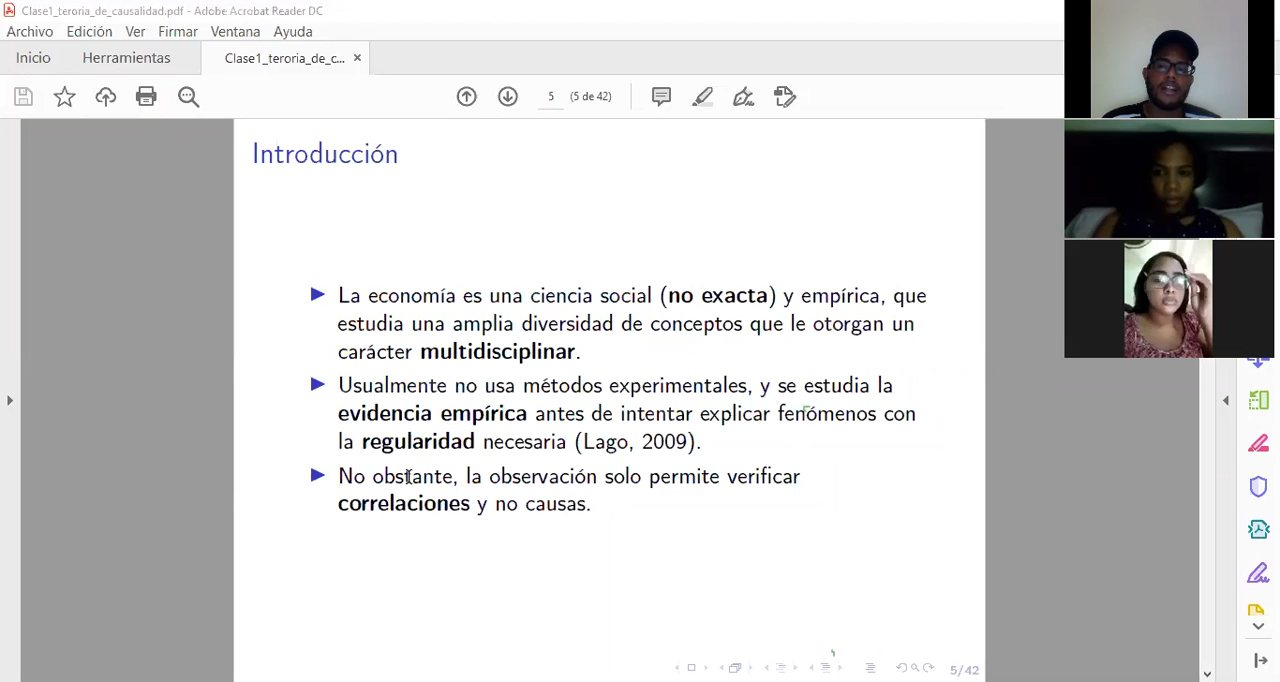 Clase1_teroria_de_causalidad.pdf - Adobe Acrobat Reader DC
Archivo Edición Ver Firmar Ventana Ayuda
Inicio Herramientas Clase1_teroria_de_c... ×
5 (5 de 42)
Introducción
La economía es una ciencia social (no exacta) y empírica, que
estudia una amplia diversidad de conceptos que le otorgan un
carácter multidisciplinar.
Usualmente no usa métodos experimentales, y se estudia la
evidencia empírica antes de intentar explicar fenómenos con
la regularidad necesaria (Lago, 2009).
No obstante, la observación solo permite verificar
correlaciones y no causas.
5/42